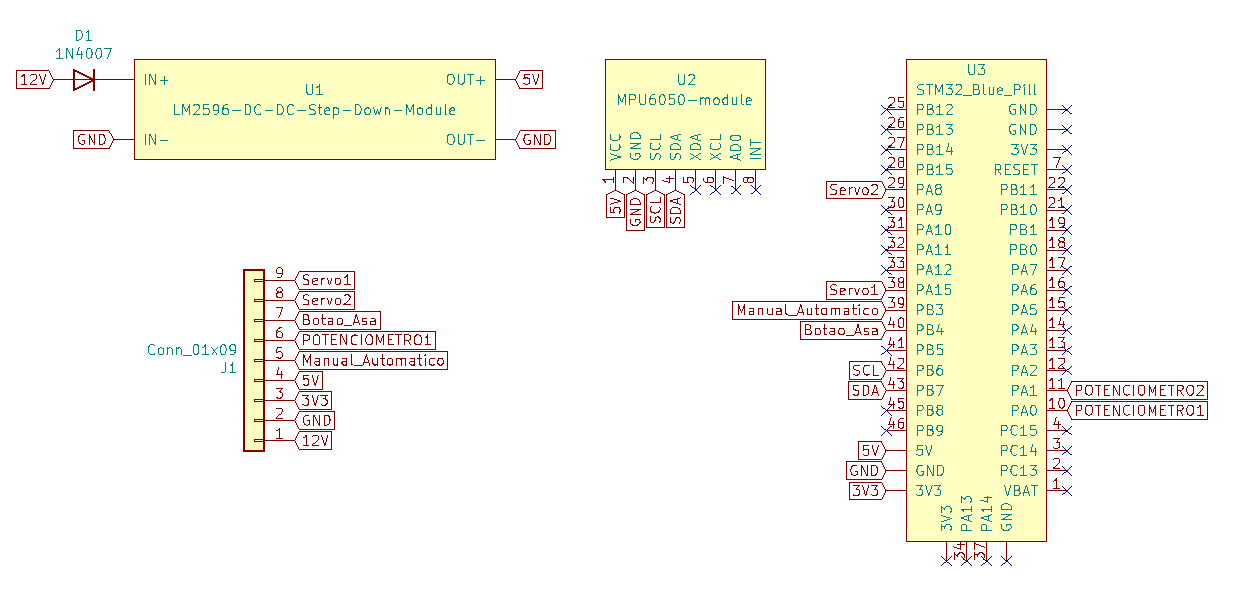 D1
1N4007
12V
IN+
OUT+
5V
U1
LM2596-DC-DC-Step-Down-Module
GND
IN-
OUT-
GND
U2
MPU6050-module
VCC
GND
SCL
SDA
XDA
XCL
AD0
INT
1
2
3
4
5
6
7
8
5V
GND
SCL
SDA
9
Servo1
8
Servo2
7
Botao_Asa
6
POTENCIOMETRO1
5
Manual_Automatico
4
5V
3
3V3
2
GND
1
12V
Conn_01x09
J1
U3
STM32_Blue_Pill
25 PB12
26 PB13
27 PB14
28 PB15
Servo2 29 PA8
30 PA9
31 PA10
32 PA11
33 PA12
Servo1 38 PA15
Manual_Automatico 39 PB3
Botao_Asa 40 PB4
41 PB5
SCL 42 PB6
SDA 43 PB7
45 PB8
46 PB9
5V 5V
GND GND
3V3 3V3
GND
GND
3V3
RESET 7
PB11 22
PB10 21
PB1 19
PB0 18
PA7 17
PA6 16
PA5 15
PA4 14
PA3 13
PA2 12
PA1 11 POTENCIOMETRO2
PA0 10 POTENCIOMETRO1
PC15 4
PC14 3
PC13 2
VBAT 1
3V3
PA13
PA14
GND
34
37